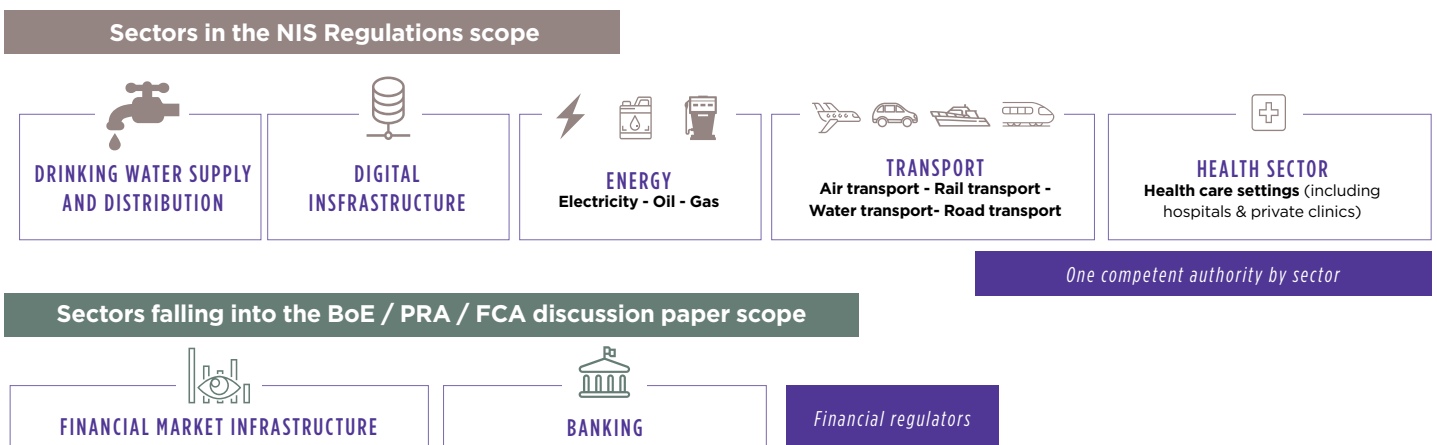 Sectors in the NIS Regulations scope
DRINKING WATER SUPPLY
AND DISTRIBUTION
DIGITAL
INSFRASTRUCTURE
ENERGY
Electricity - Oil - Gas
TRANSPORT
Air transport - Rail transport -
Water transport- Road transport
HEALTH SECTOR
Health care settings (including
hospitals & private clinics)
One competent authority by sector
Sectors falling into the BoE / PRA / FCA discussion paper scope
FINANCIAL MARKET INFRASTRUCTURE
BANKING
Financial regulators